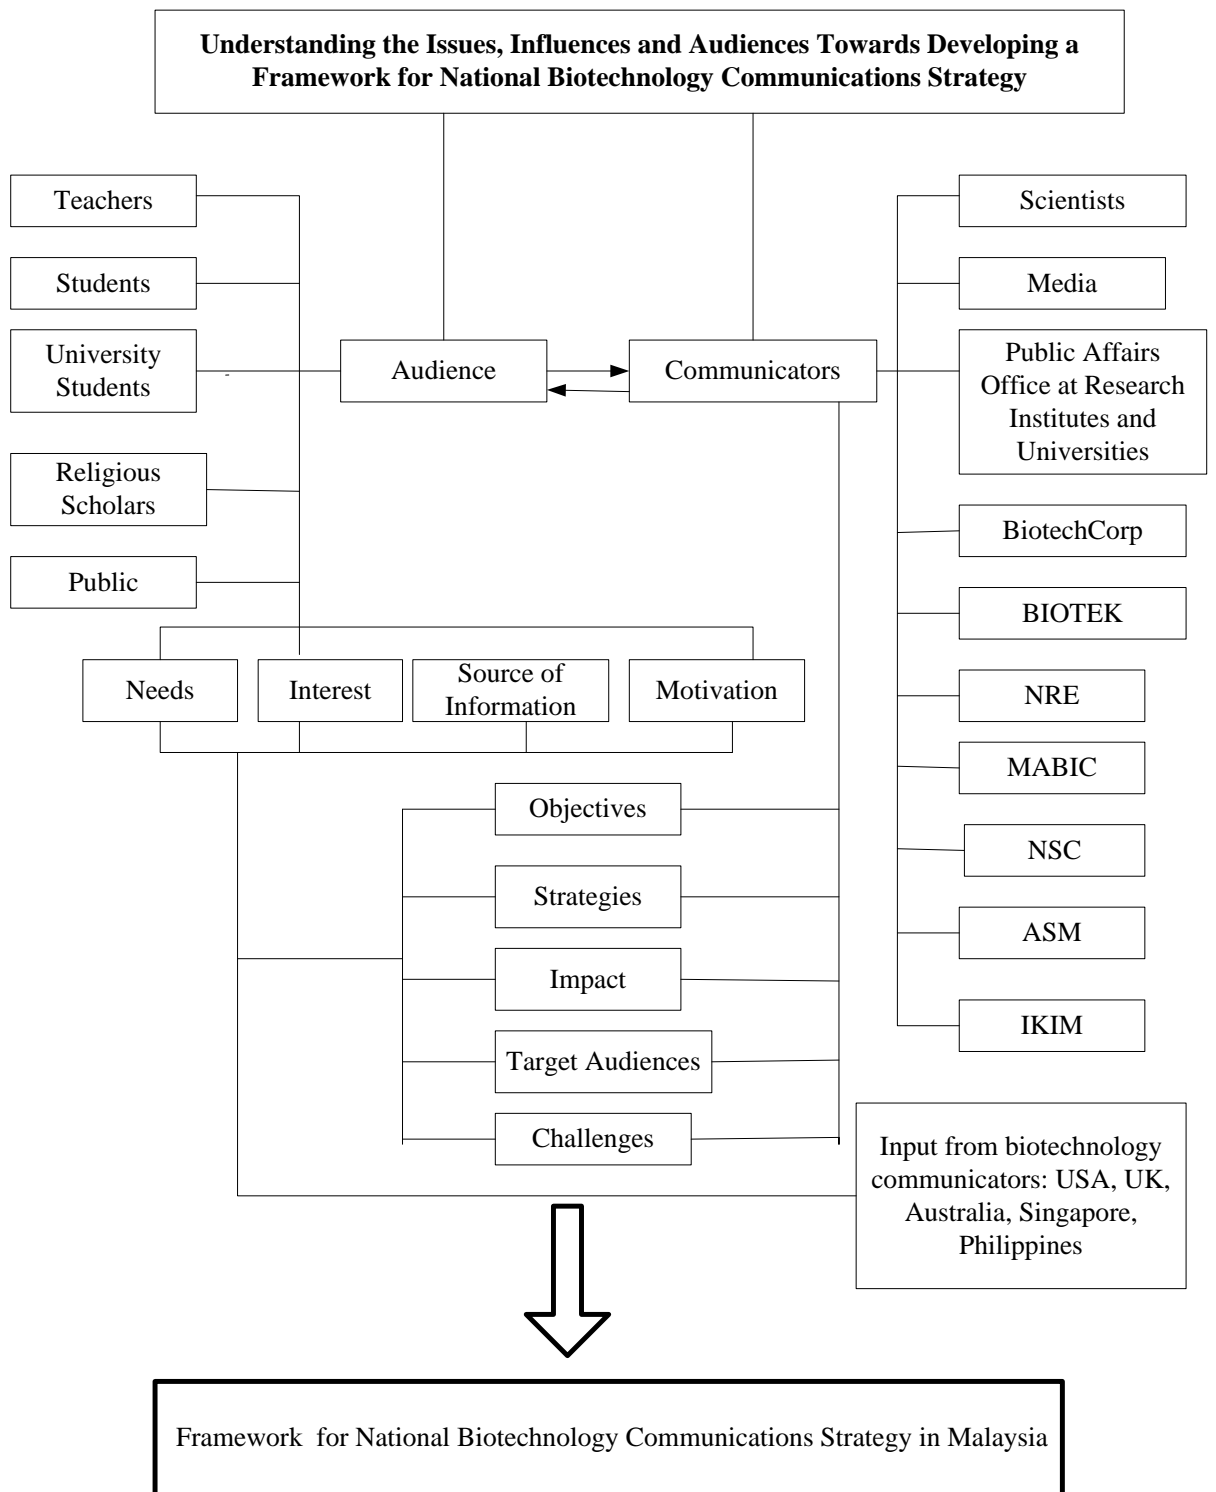 Understanding the Issues, Influences and Audiences Towards Developing a
Framework for National Biotechnology Communications Strategy
Teachers
Students
University
Students
Religious
Scholars
Public
Audience
Communicators
Scientists
Media
Public Affairs
Office at Research
Institutes and
Universities
BiotechCorp
BIOTEK
NRE
MABIC
NSC
ASM
IKIM
Needs
Interest
Source of
Information
Motivation
Objectives
Strategies
Impact
Target Audiences
Challenges
Input from biotechnology
communicators: USA, UK,
Australia, Singapore,
Philippines
Framework for National Biotechnology Communications Strategy in Malaysia